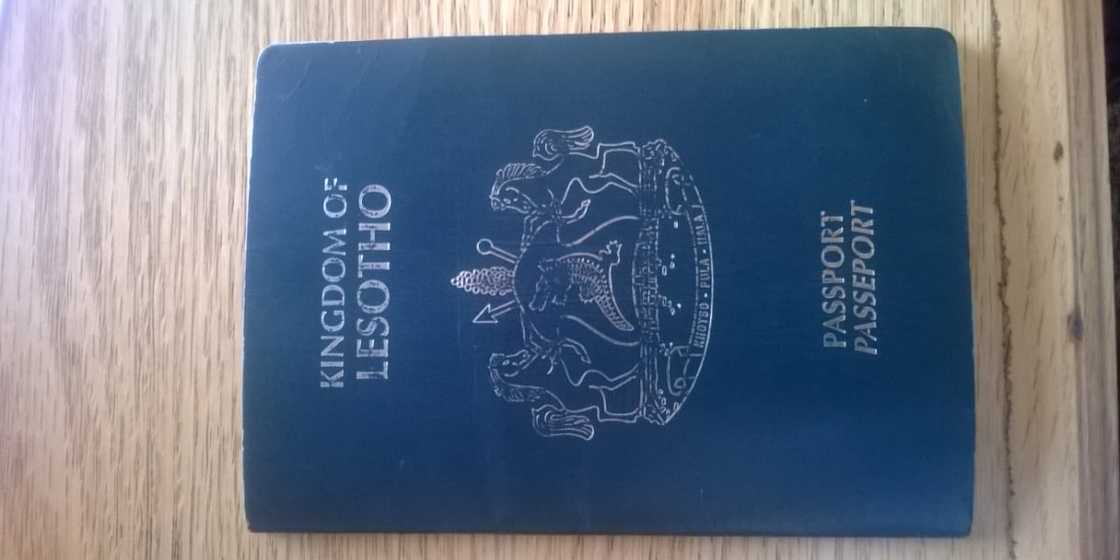 KINGDOM OF
LESOTHO
KHOTSO • PULA • NALA
PASSPORT
PASSEPORT